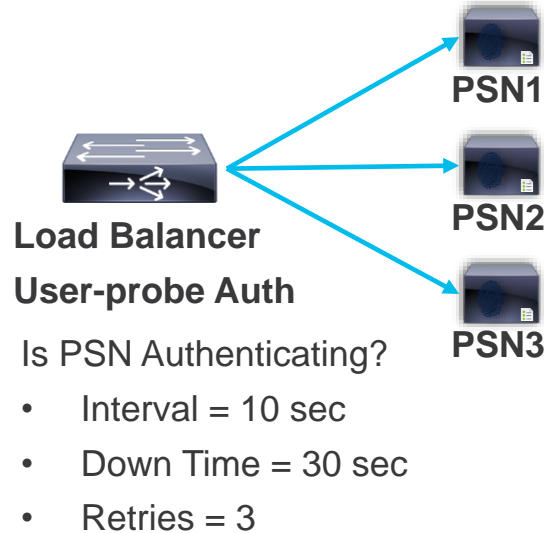 PSN1
PSN2
Load Balancer
User-probe Auth
PSN3
Is PSN Authenticating?
• Interval = 10 sec
• Down Time = 30 sec
• Retries = 3